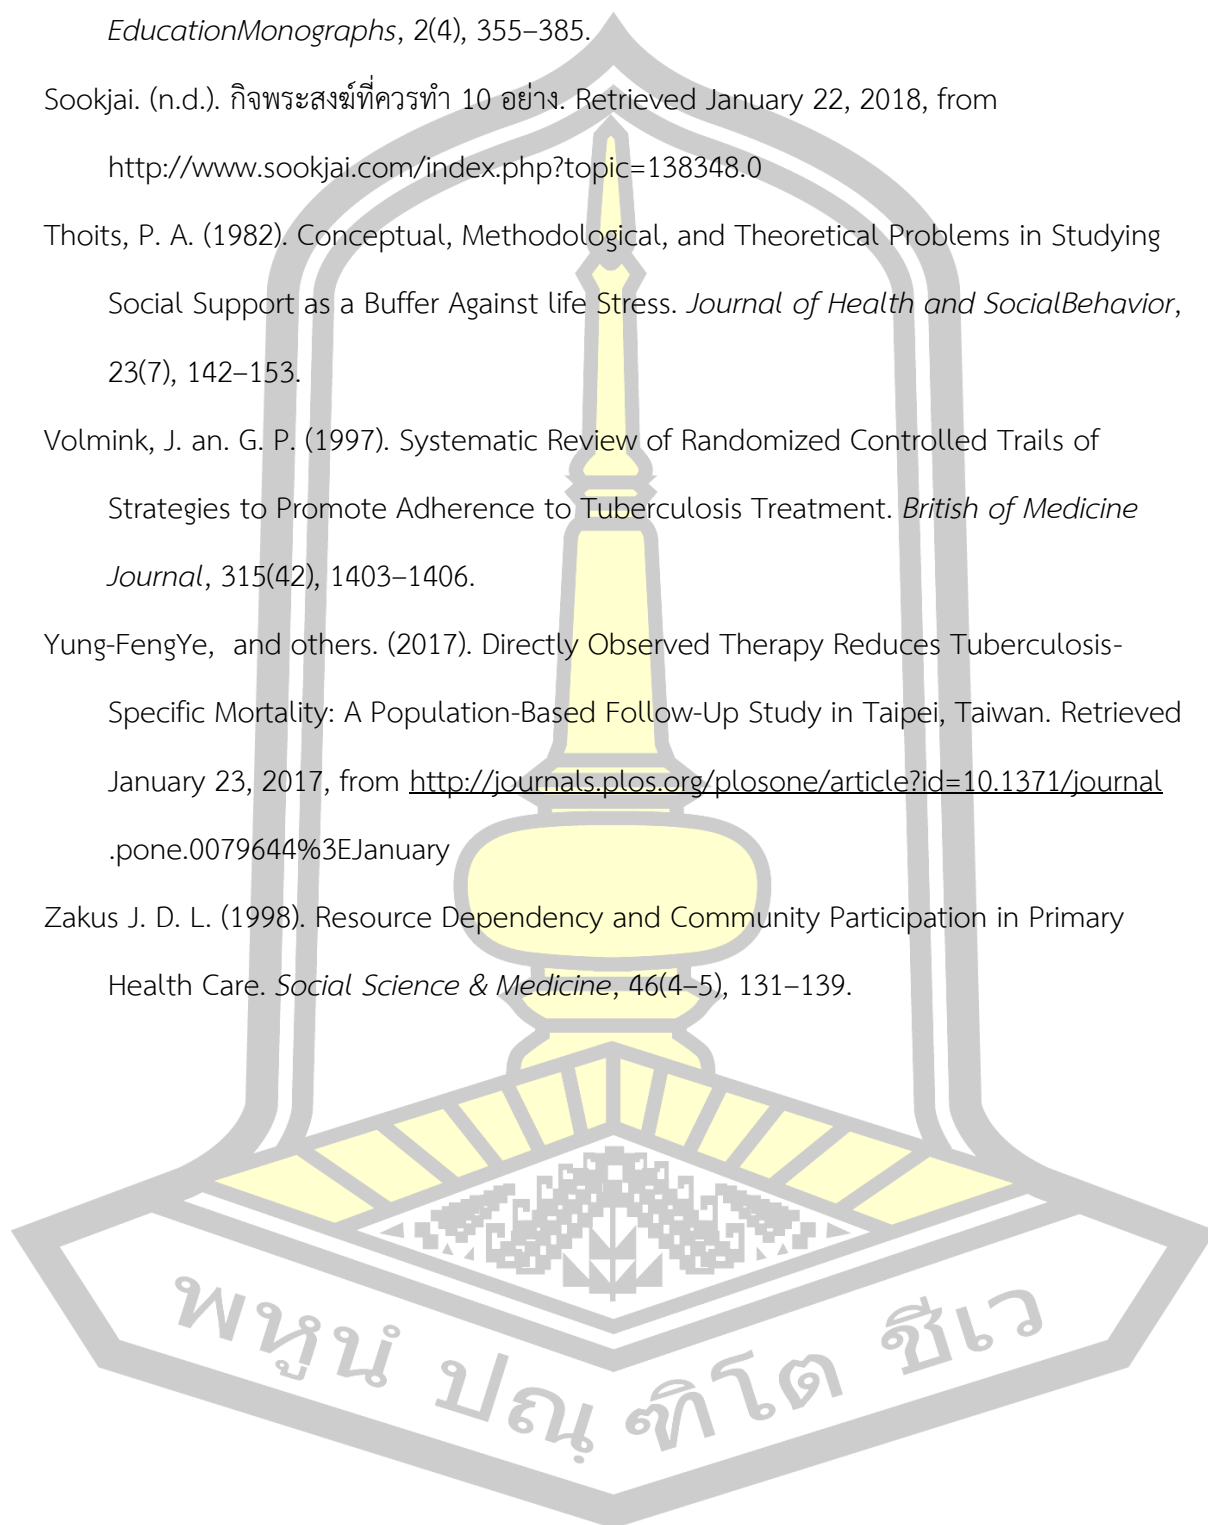 EducationMonographs, 2(4), 355–385.
Sookjai. (n.d.). กิจพระสงฆ์ที่ควรทำ 10 อย่าง. Retrieved January 22, 2018, from
http://www.sookjai.com/index.php?topic=138348.0
Thoits, P. A. (1982). Conceptual, Methodological, and Theoretical Problems in Studying
Social Support as a Buffer Against life Stress. Journal of Health and SocialBehavior,
23(7), 142–153.
Volmink, J. an. G. P. (1997). Systematic Review of Randomized Controlled Trails of
Strategies to Promote Adherence to Tuberculosis Treatment. British of Medicine
Journal, 315(42), 1403–1406.
Yung-FengYe, and others. (2017). Directly Observed Therapy Reduces Tuberculosis-
Specific Mortality: A Population-Based Follow-Up Study in Taipei, Taiwan. Retrieved
January 23, 2017, from http://journals.plos.org/plosone/article?id=10.1371/journal
.pone.0079644%3EJanuary
Zakus J. D. L. (1998). Resource Dependency and Community Participation in Primary
Health Care. Social Science & Medicine, 46(4–5), 131–139.
พหูนํ ปณฺฑิโต ชีเว